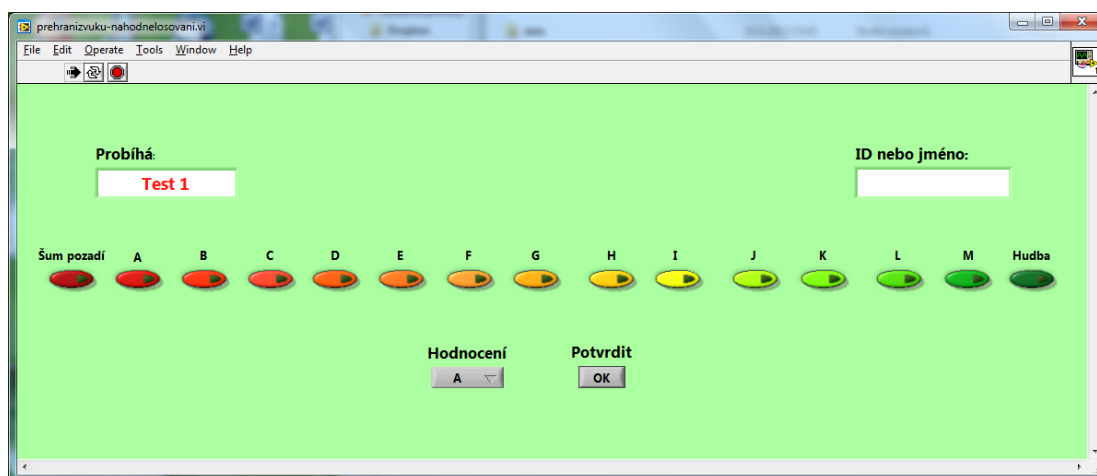 prehranizvuku-nahodnelosovani.vi
File Edit Operate Tools Window Help
Probíhá: ID nebo jméno:
Test 1
Šum pozadí A B C D E F G H I J K L M Hudba
Hodnocení Potvrdit
A OK